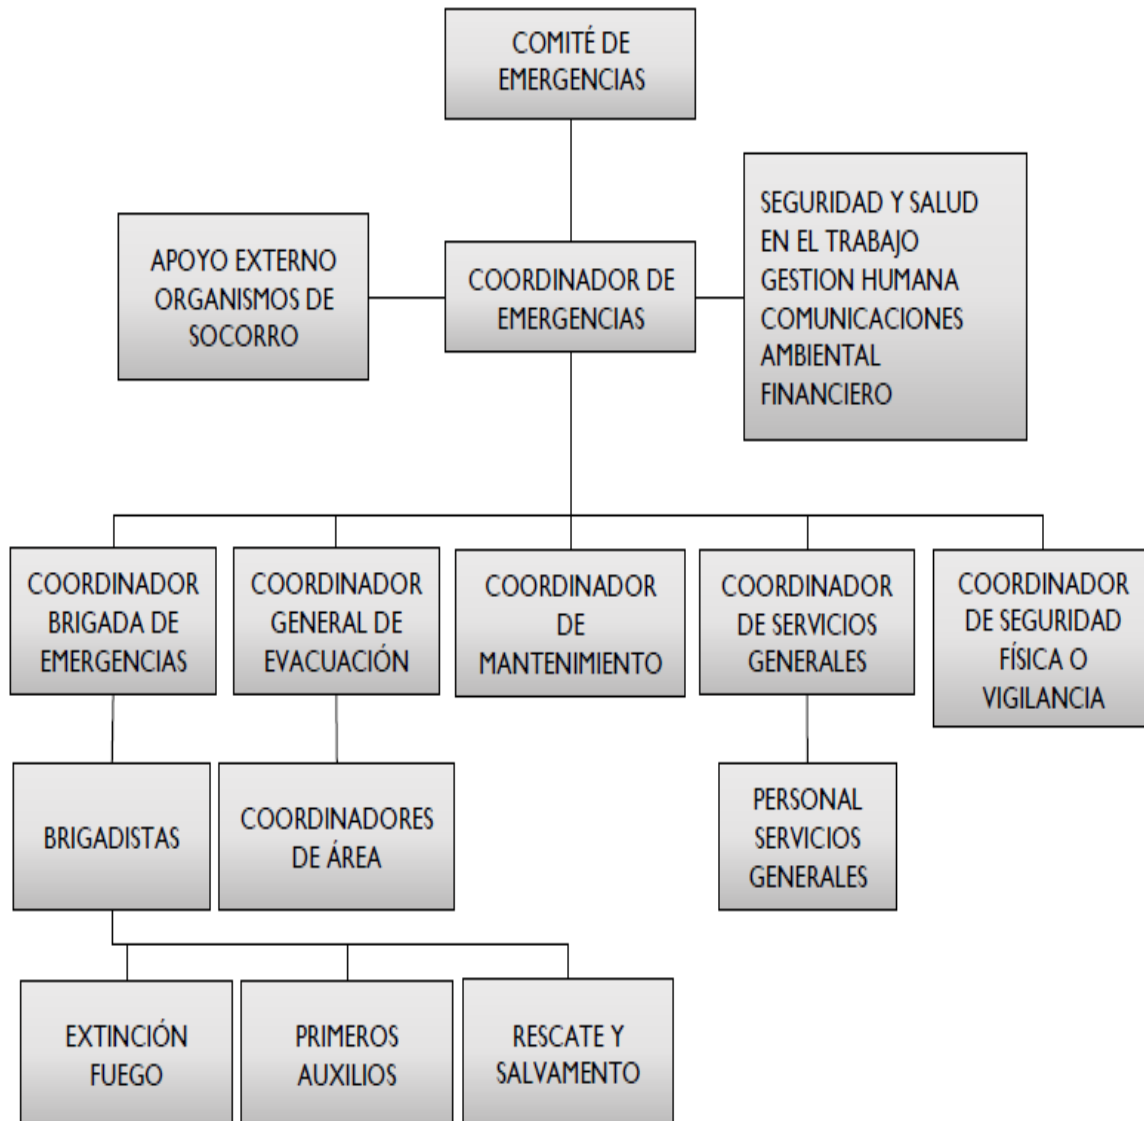 COMITÉ DE
EMERGENCIAS
APOYO EXTERNO
ORGANISMOS DE
SOCORRO
COORDINADOR DE
EMERGENCIAS
SEGURIDAD Y SALUD
EN EL TRABAJO
GESTION HUMANA
COMUNICACIONES
AMBIENTAL
FINANCIERO
COORDINADOR
BRIGADA DE
EMERGENCIAS
COORDINADOR
GENERAL DE
EVACUACIÓN
COORDINADOR
DE
MANTENIMIENTO
COORDINADOR
DE SERVICIOS
GENERALES
COORDINADOR
DE SEGURIDAD
FÍSICA O
VIGILANCIA
BRIGADISTAS
COORDINADORES
DE ÁREA
PERSONAL
SERVICIOS
GENERALES
EXTINCIÓN
FUEGO
PRIMEROS
AUXILIOS
RESCATE Y
SALVAMENTO